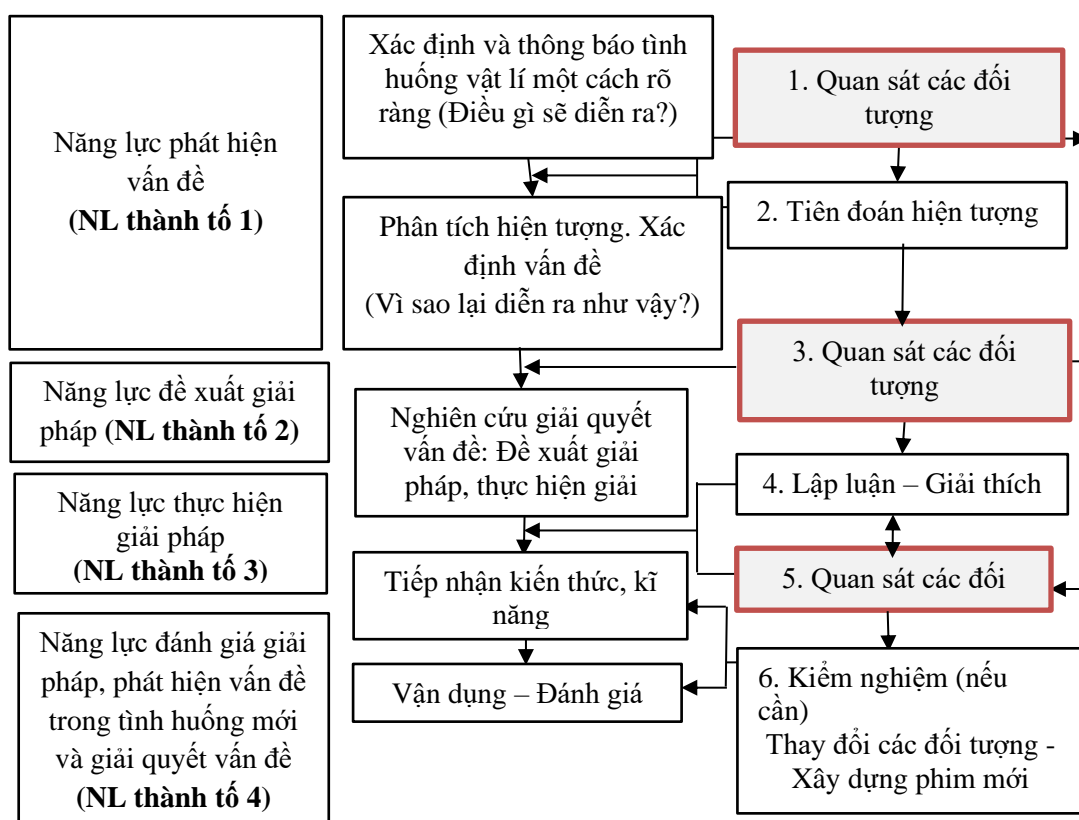 Năng lực phát hiện
vấn đề
(NL thành tố 1)
Năng lực đề xuất giải
pháp (NL thành tố 2)
Năng lực thực hiện
giải pháp
(NL thành tố 3)
Năng lực đánh giá giải
pháp, phát hiện vấn đề
trong tình huống mới
và giải quyết vấn đề
(NL thành tố 4)
Xác định và thông báo tình
huống vật lí một cách rõ
ràng (Điều gì sẽ diễn ra?)
Phân tích hiện tượng. Xác
định vấn đề
(Vì sao lại diễn ra như vậy?)
Nghiên cứu giải quyết
vấn đề: Đề xuất giải
pháp, thực hiện giải
Tiếp nhận kiến thức, kĩ
năng
Vận dụng – Đánh giá
1. Quan sát các đối
tượng
2. Tiên đoán hiện tượng
3. Quan sát các đối
tượng
4. Lập luận – Giải thích
5. Quan sát các đối
6. Kiểm nghiệm (nếu
cần)
Thay đổi các đối tượng -
Xây dựng phim mới